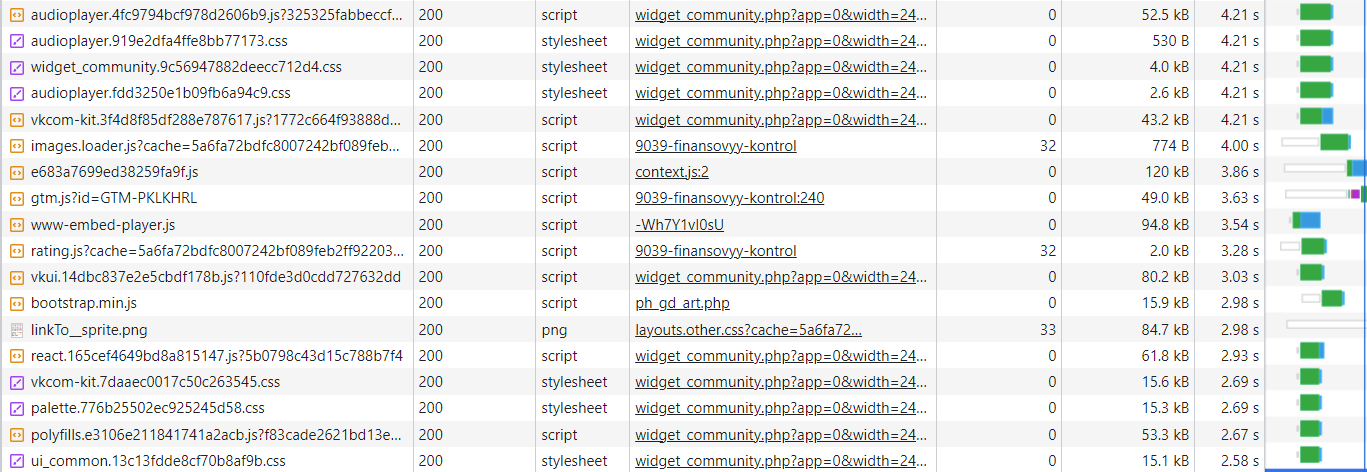 audioplayer.4fc9794bcf978d2606b9.js?325325fabbeccf... 200 script widget_community.php?app=0&width=24... 0 52.5 kB 4.21 s
audioplayer.919e2dfa4ffe8bb77173.css 200 stylesheet widget_community.php?app=0&width=24... 0 530 B 4.21 s
widget_community.9c56947882deecc712d4.css 200 stylesheet widget_community.php?app=0&width=24... 0 4.0 kB 4.21 s
audioplayer.fdd3250e1b09fb6a94c9.css 200 stylesheet widget_community.php?app=0&width=24... 0 2.6 kB 4.21 s
vkcom-kit.3f4d8f85df288e787617.js?1772c664f93888d... 200 script widget_community.php?app=0&width=24... 0 43.2 kB 4.21 s
images.loader.js?cache=5a6fa72bdfc8007242bf089feb... 200 script 9039-finansovyy-kontrol 32 774 B 4.00 s
e683a7699ed38259fa9f.js 200 script context.js:2 0 120 kB 3.86 s
gtm.js?id=GTM-PKLKHRL 200 script 9039-finansovyy-kontrol:240 0 49.0 kB 3.63 s
www-embed-player.js 200 script -Wh7Y1vI0sU 0 94.8 kB 3.54 s
rating.js?cache=5a6fa72bdfc8007242bf089feb2ff92203... 200 script 9039-finansovyy-kontrol 32 2.0 kB 3.28 s
vkui.14dbc837e2e5cbdf178b.js?110fde3d0cdd727632dd 200 script widget_community.php?app=0&width=24... 0 80.2 kB 3.03 s
bootstrap.min.js 200 script ph_gd_art.php 0 15.9 kB 2.98 s
linkTo__sprite.png 200 png layouts.other.css?cache=5a6fa72... 33 84.7 kB 2.98 s
react.165cef4649bd8a815147.js?5b0798c43d15c788b7f4 200 script widget_community.php?app=0&width=24... 0 61.8 kB 2.93 s
vkcom-kit.7daaec0017c50c263545.css 200 stylesheet widget_community.php?app=0&width=24... 0 15.6 kB 2.69 s
palette.776b25502ec925245d58.css 200 stylesheet widget_community.php?app=0&width=24... 0 15.3 kB 2.69 s
polyfills.e3106e211841741a2acb.js?f83cade2621bd13e... 200 script widget_community.php?app=0&width=24... 0 53.3 kB 2.67 s
ui_common.13c13fdde8cf70b8af9b.css 200 stylesheet widget_community.php?app=0&width=24... 0 15.1 kB 2.58 s